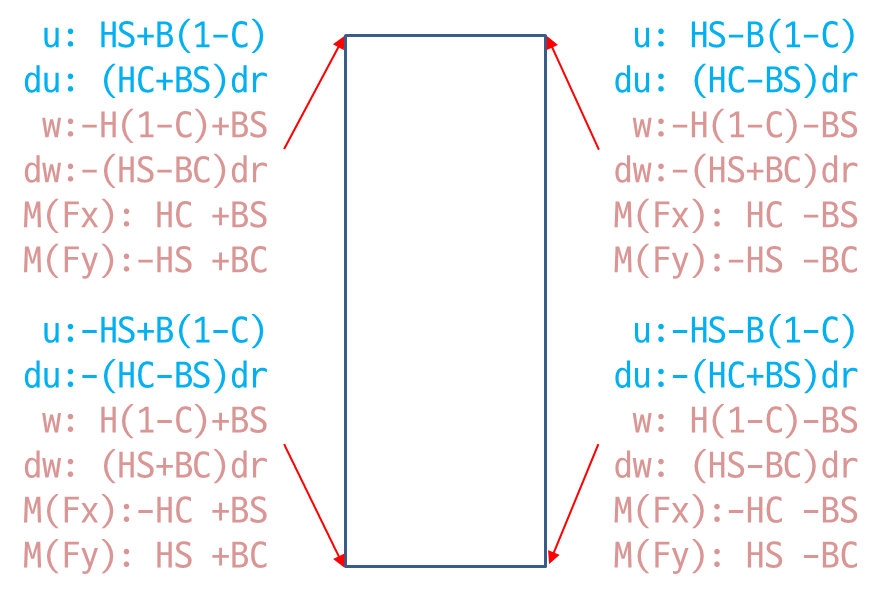 u: HS+B(1-C)
du: (HC+BS)dr
w:-H(1-C)+BS
dw:-(HS-BC)dr
M(Fx): HC +BS
M(Fy):-HS +BC
u: HS-B(1-C)
du: (HC-BS)dr
w:-H(1-C)-BS
dw:-(HS+BC)dr
M(Fx): HC -BS
M(Fy):-HS -BC
u:-HS+B(1-C)
du:-(HC-BS)dr
w: H(1-C)+BS
dw: (HS+BC)dr
M(Fx):-HC +BS
M(Fy): HS +BC
u:-HS-B(1-C)
du:-(HC+BS)dr
w: H(1-C)-BS
dw: (HS-BC)dr
M(Fx):-HC -BS
M(Fy): HS -BC